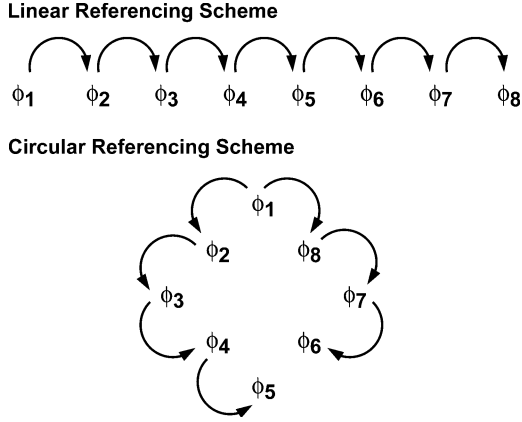 Linear Referencing Scheme
ϕ1 ϕ2 ϕ3 ϕ4 ϕ5 ϕ6 ϕ7 ϕ8
Circular Referencing Scheme
ϕ1
ϕ2 ϕ8
ϕ3 ϕ7
ϕ4 ϕ6
ϕ5